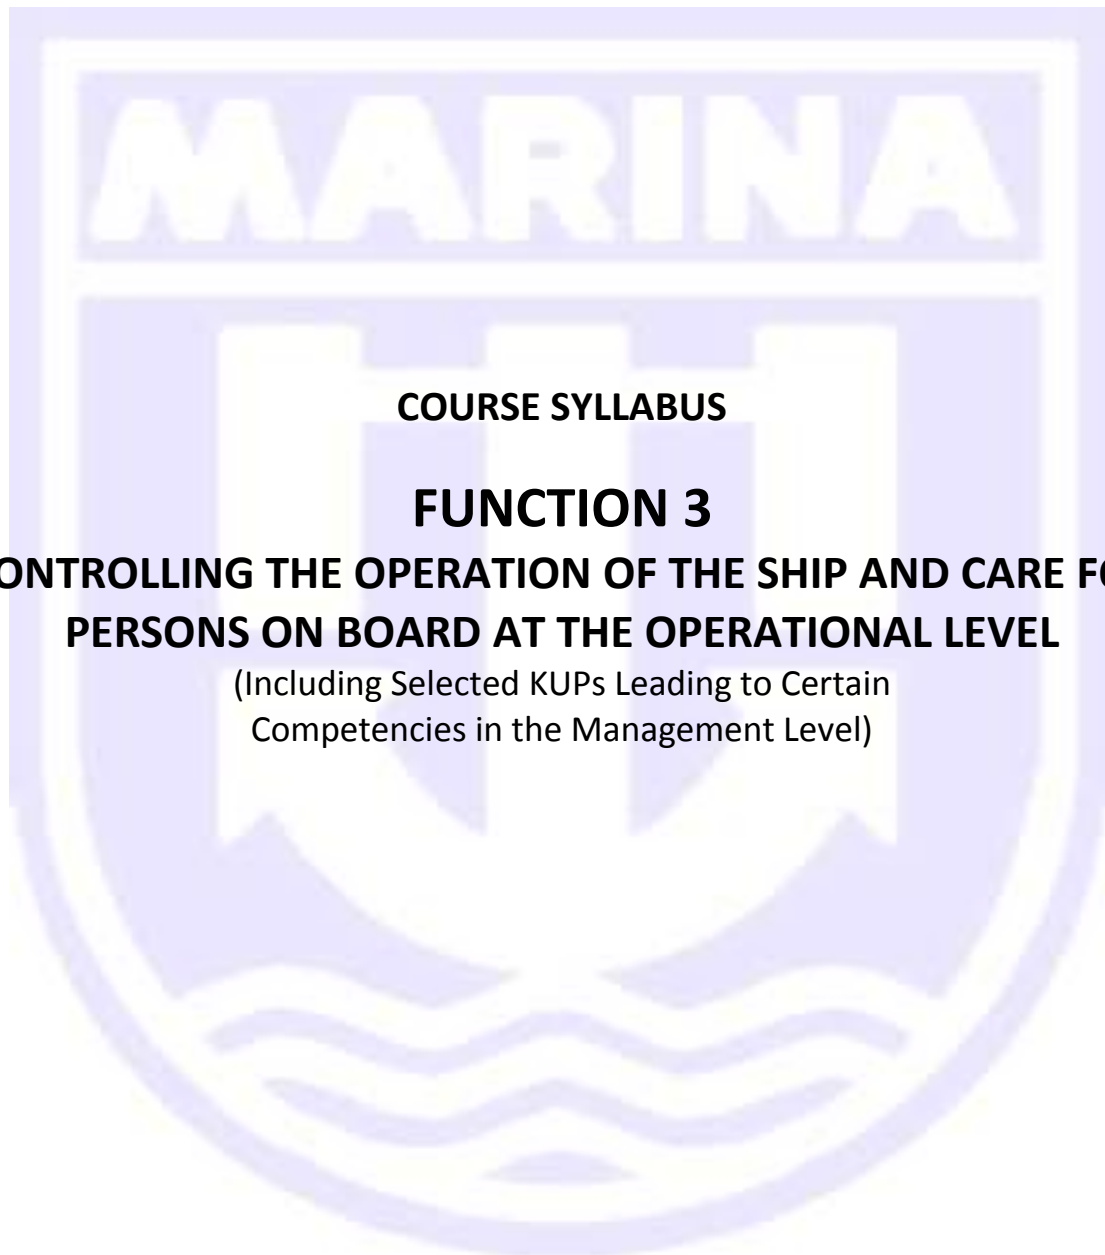 MARINA
COURSE SYLLABUS
FUNCTION 3
ONTROLLING THE OPERATION OF THE SHIP AND CARE FO
PERSONS ON BOARD AT THE OPERATIONAL LEVEL
(Including Selected KUPs Leading to Certain
Competencies in the Management Level)